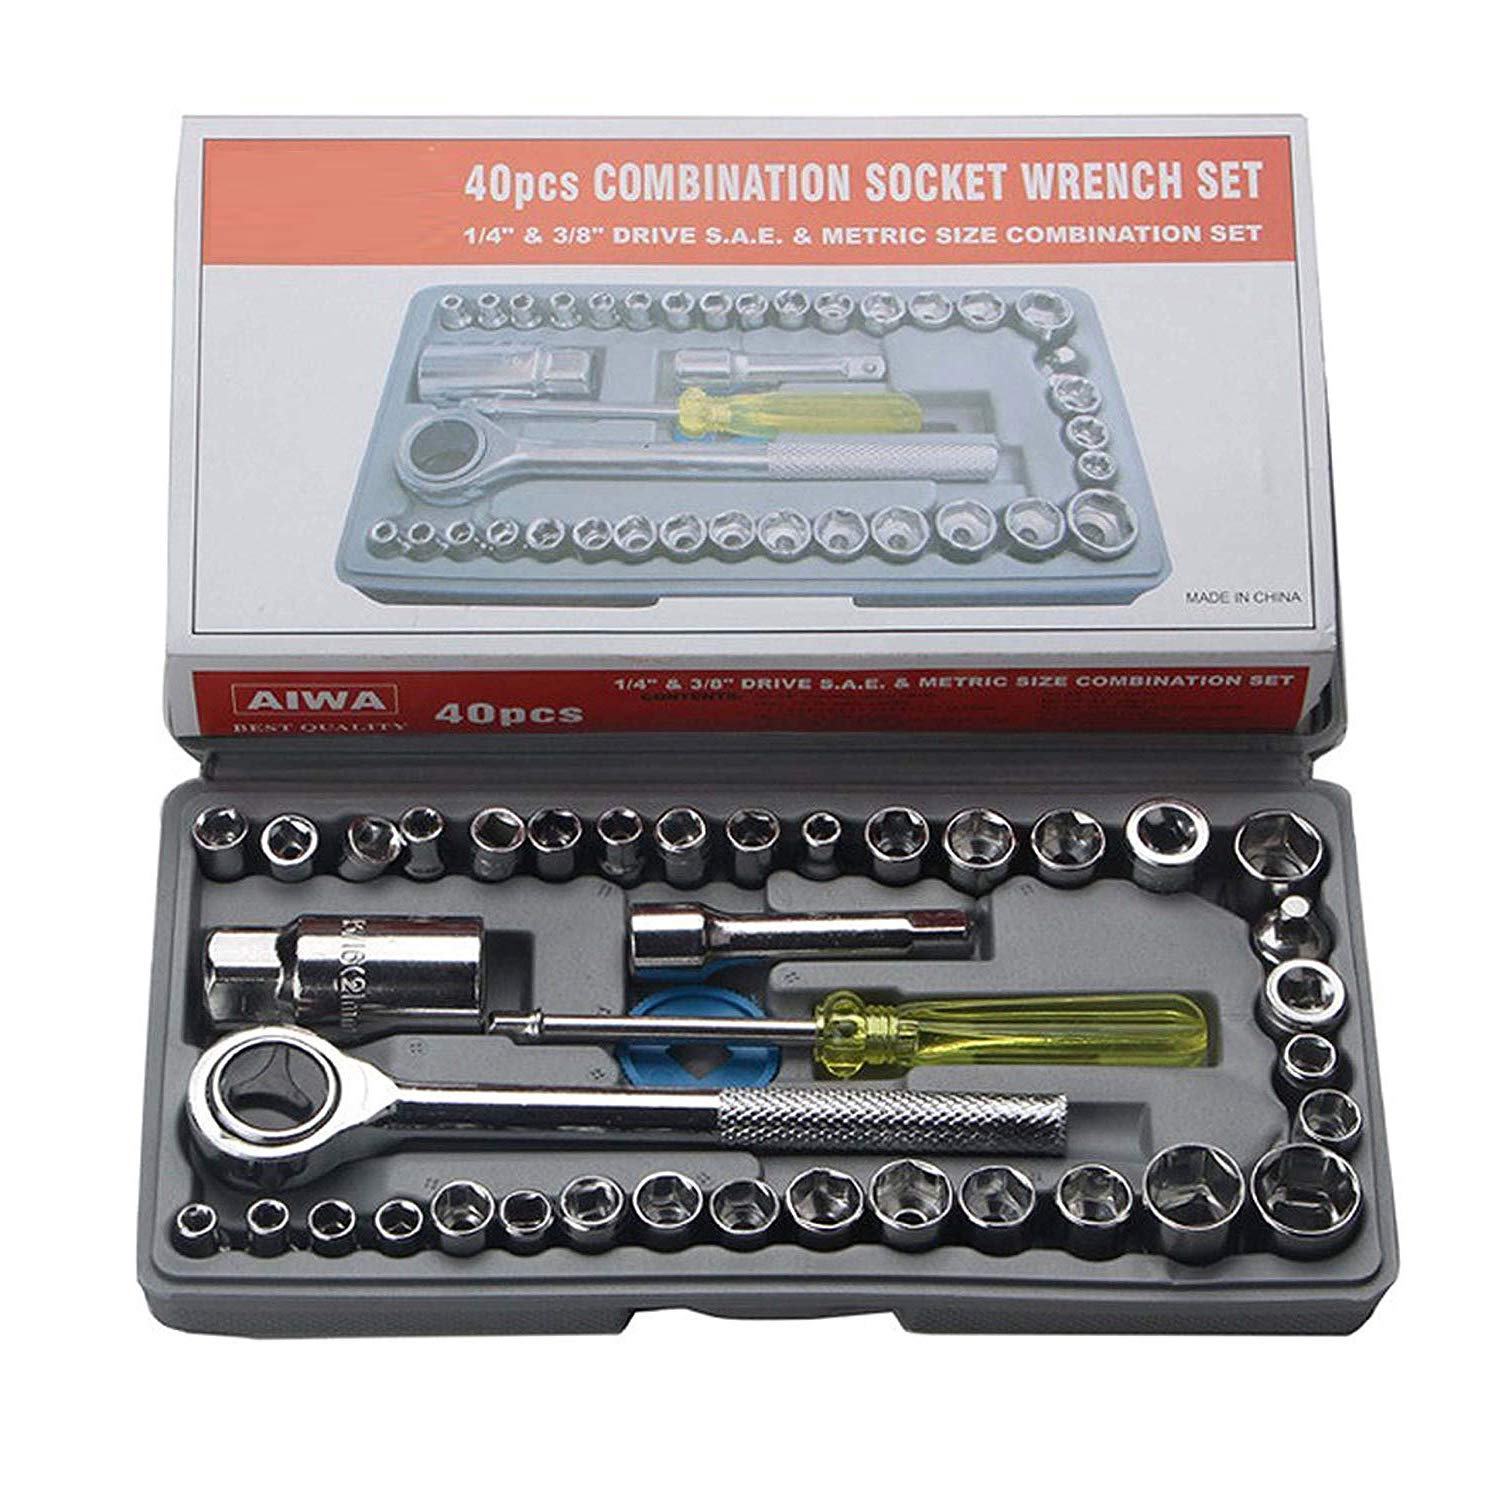 40pcs COMBINATION SOCKET WRENCH SET
1/4" & 3/8" DRIVE S.A.E. & METRIC SIZE COMBINATION SET
MADE IN CHINA
AIWA
BEST QUALITY
40pcs
1/4" & 3/8" DRIVE S.A.E. & METRIC SIZE COMBINATION SET
CONTENTS: